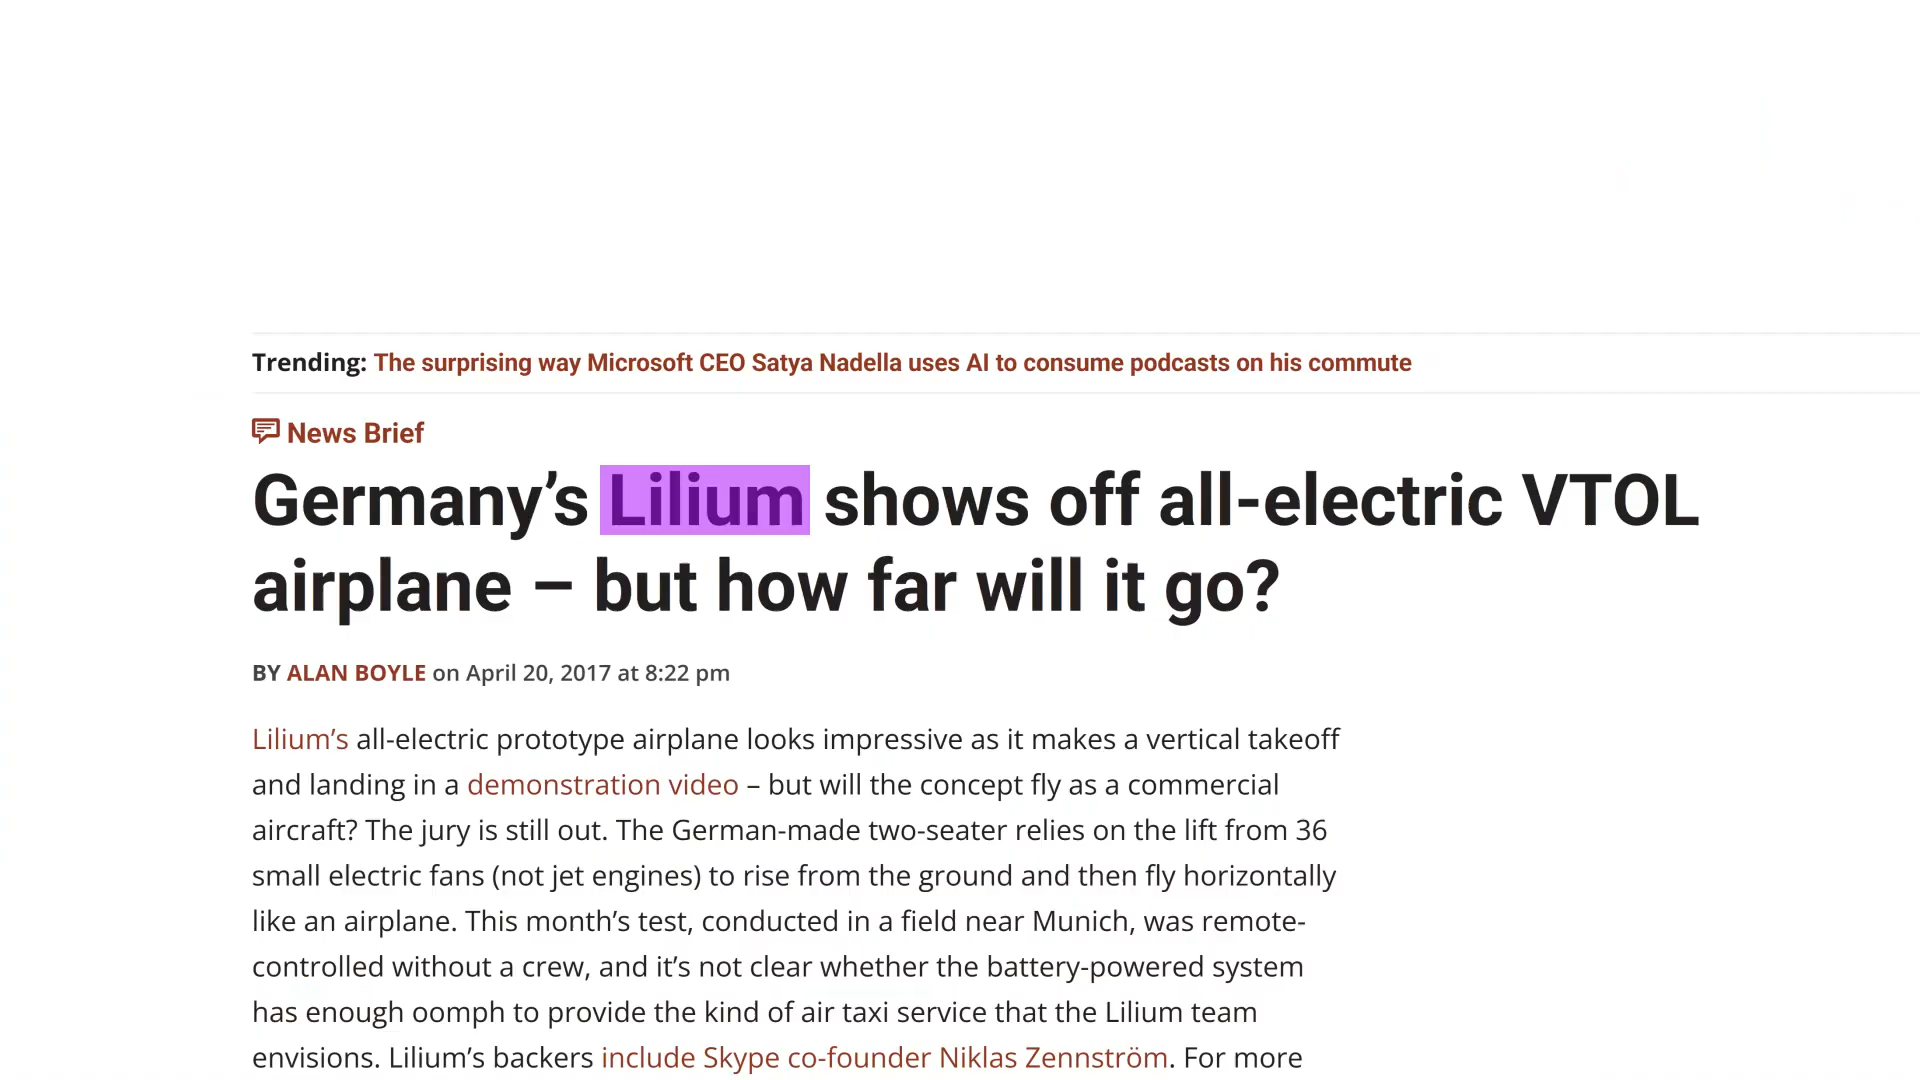 Trending: The surprising way Microsoft CEO Satya Nadella uses AI to consume podcasts on his commute
News Brief
Germany’s Lilium shows off all-electric VTOL
airplane – but how far will it go?
BY ALAN BOYLE on April 20, 2017 at 8:22 pm
Lilium’s all-electric prototype airplane looks impressive as it makes a vertical takeoff
and landing in a demonstration video – but will the concept fly as a commercial
aircraft? The jury is still out. The German-made two-seater relies on the lift from 36
small electric fans (not jet engines) to rise from the ground and then fly horizontally
like an airplane. This month’s test, conducted in a field near Munich, was remote-
controlled without a crew, and it’s not clear whether the battery-powered system
has enough oomph to provide the kind of air taxi service that the Lilium team
envisions. Lilium’s backers include Skype co-founder Niklas Zennström. For more